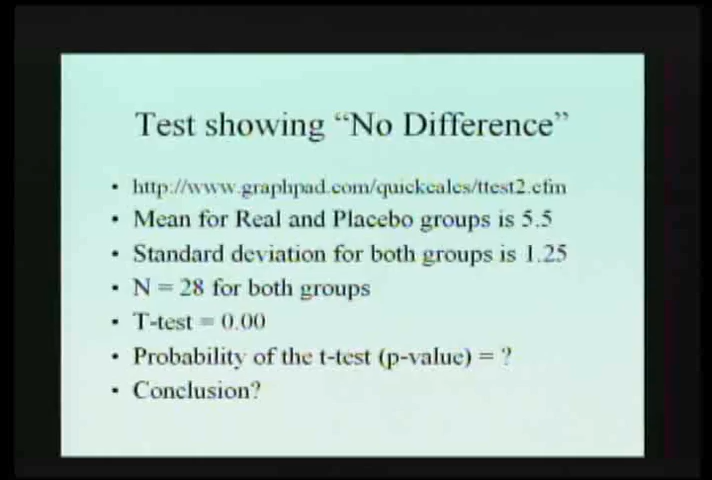 Test showing “No Difference”
• http://www.graphpad.com/quickcalcs/ttest2.cfm
• Mean for Real and Placebo groups is 5.5
• Standard deviation for both groups is 1.25
• N = 28 for both groups
• T-test = 0.00
• Probability of the t-test (p-value) = ?
• Conclusion?